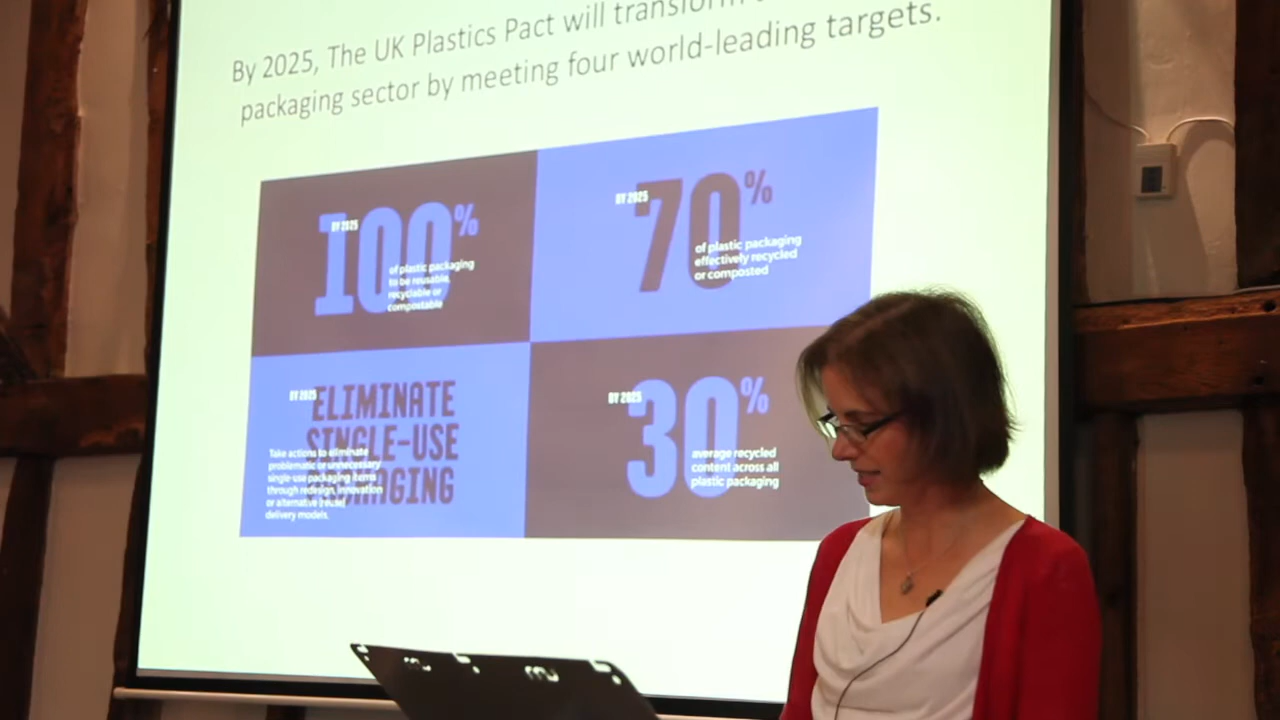 By 2025, The UK Plastics Pact will transform
packaging sector by meeting four world-leading targets.
BY 2025
100%
of plastic packaging
to be reusable,
recyclable or
compostable
BY 2025
70%
of plastic packaging
effectively recycled
or composted
BY 2025
ELIMINATE
SINGLE-USE
PACKAGING
Take actions to eliminate
problematic or unnecessary
single-use packaging items
through redesign, innovation
or alternative (reuse)
delivery models.
BY 2025
30%
average recycled
content across all
plastic packaging